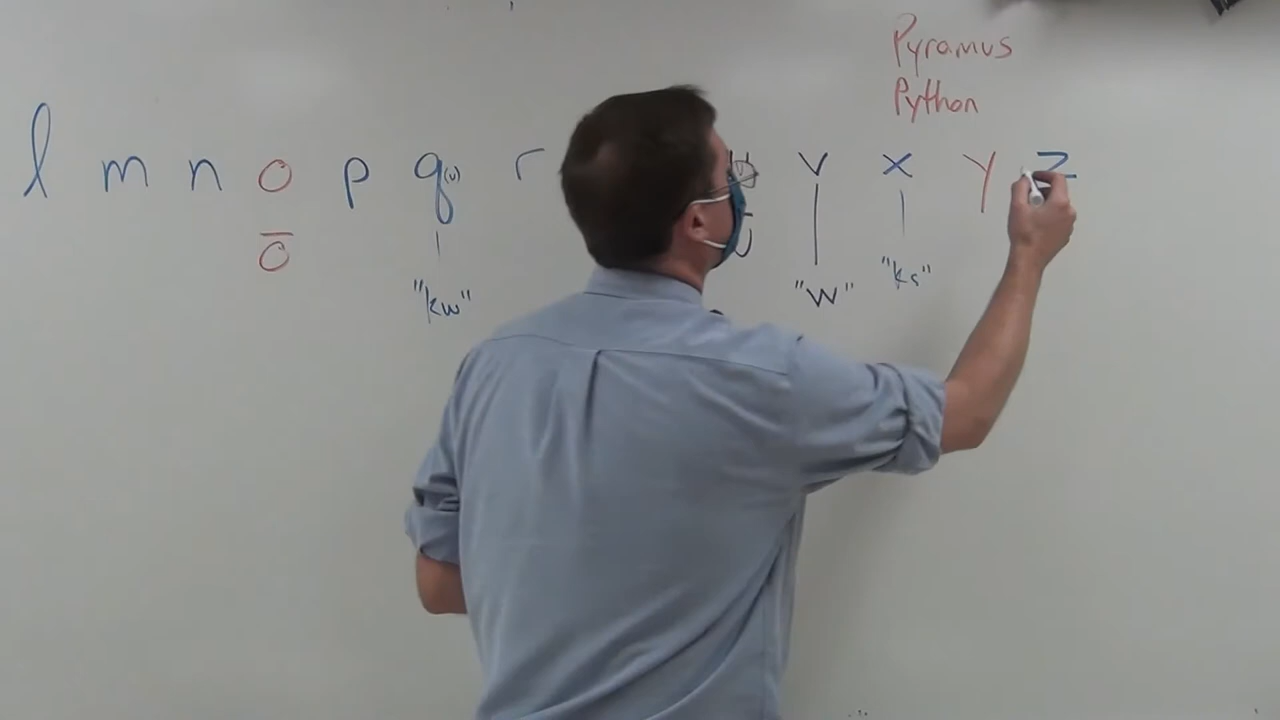 Pyramus
Python
l m n o p q(u) r v x y z
ō
"kw" "w" "ks"